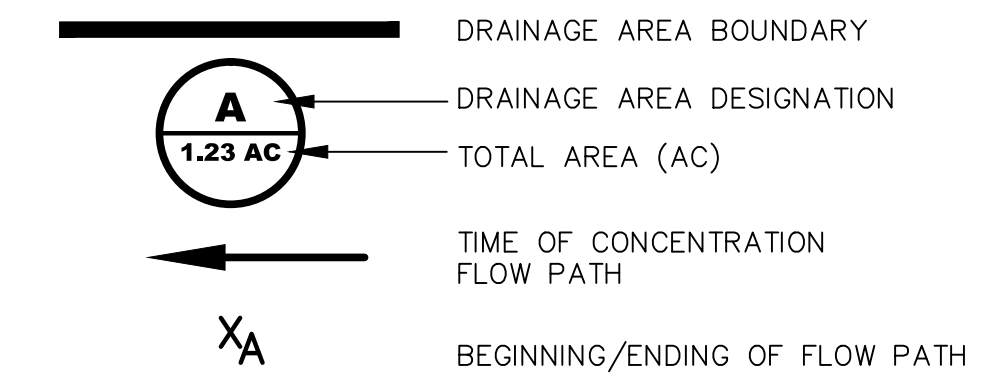 DRAINAGE AREA BOUNDARY
A
DRAINAGE AREA DESIGNATION
1.23 AC
TOTAL AREA (AC)
TIME OF CONCENTRATION
FLOW PATH
XA
BEGINNING/ENDING OF FLOW PATH